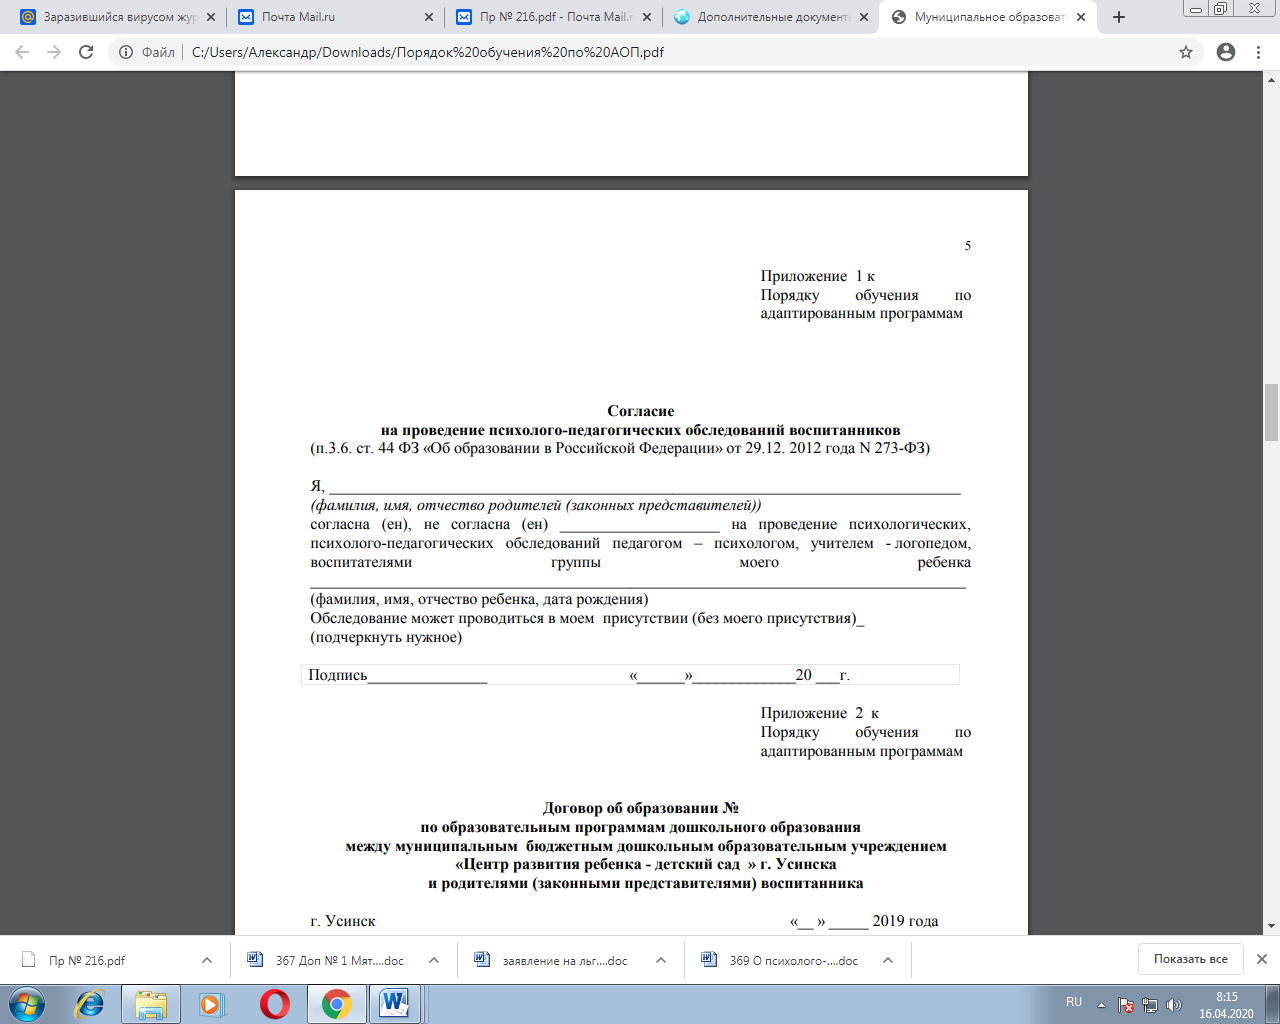 Заразившийся вирусом жур
Почта Mail.ru
Пр № 216.pdf - Почта Mail.r
Дополнительные документ
Муниципальное образоват
Файл
C:/Users/Александр/Downloads/Порядок%20обучения%20по%20АОП.pdf
5
Приложение 1 к
Порядку обучения по
адаптированным программам
Согласие
на проведение психолого-педагогических обследований воспитанников
(п.3.6. ст. 44 ФЗ «Об образовании в Российской Федерации» от 29.12. 2012 года N 273-ФЗ)
Я, _______________________________________________________________________________
(фамилия, имя, отчество родителей (законных представителей))
согласна (ен), не согласна (ен) ____________________ на проведение психологических,
психолого-педагогических обследований педагогом – психологом, учителем - логопедом,
воспитателями группы моего ребенка
__________________________________________________________________________________
(фамилия, имя, отчество ребенка, дата рождения)
Обследование может проводиться в моем присутствии (без моего присутствия)_
(подчеркнуть нужное)
Подпись_______________ «______»_____________20 ___г.
Приложение 2 к
Порядку обучения по
адаптированным программам
Договор об образовании №
по образовательным программам дошкольного образования
между муниципальным бюджетным дошкольным образовательным учреждением
«Центр развития ребенка - детский сад » г. Усинска
и родителями (законными представителями) воспитанника
г. Усинск «__ » _____ 2019 года
Пр № 216.pdf
367 Доп № 1 Мят....doc
заявление на льг....doc
369 О психолого-....doc
Показать все
RU
8:15
16.04.2020